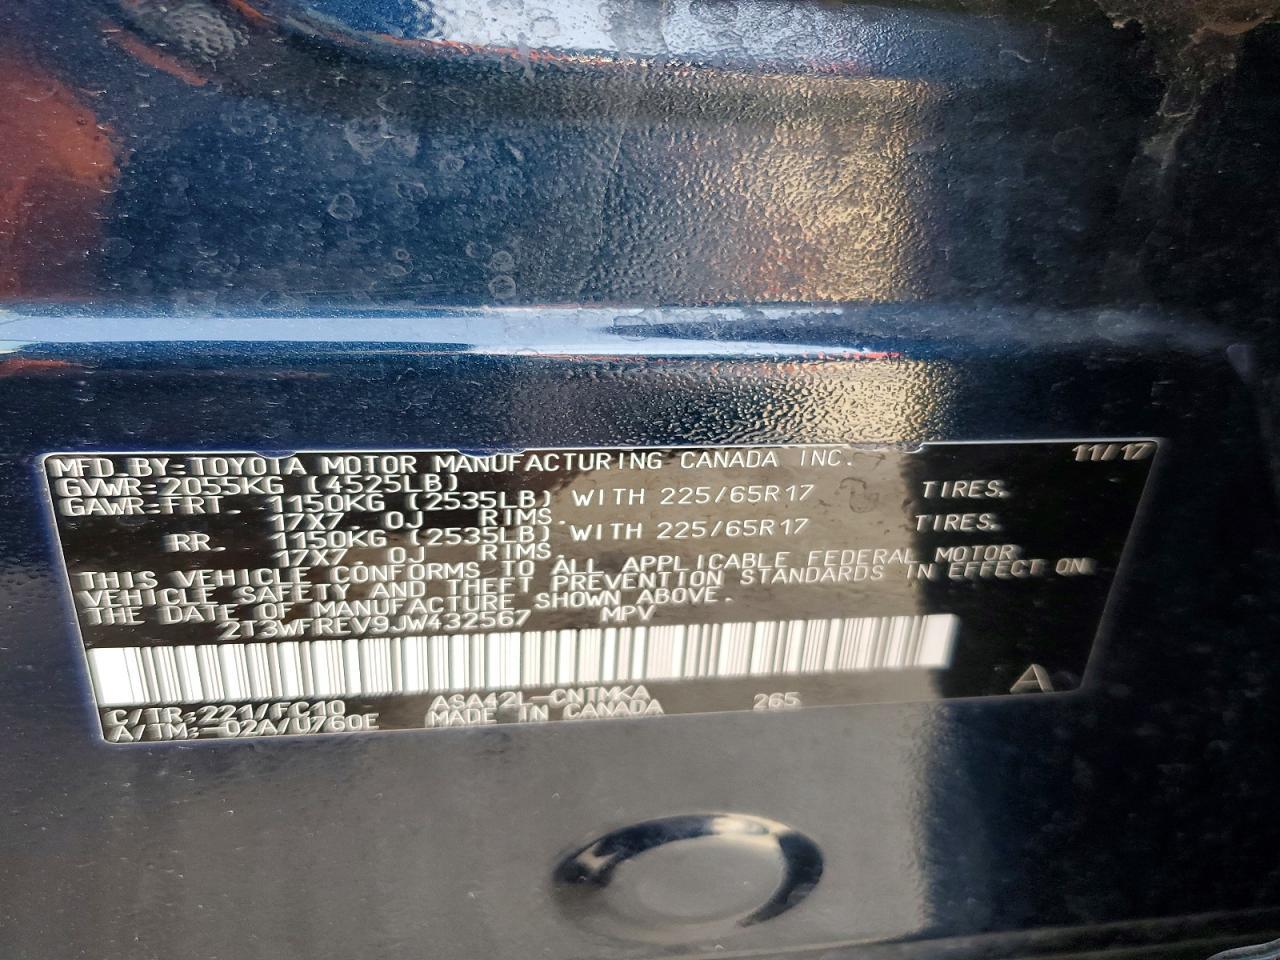 MFD.BY:TOYOTA MOTOR MANUFACTURING CANADA INC. 11/17
GVWR:2055KG (4525LB)
GAWR:FRT. 1150KG (2535LB) WITH 225/65R17 TIRES.
17X7.0J RIMS.
RR. 1150KG (2535LB) WITH 225/65R17 TIRES.
17X7.0J RIMS.
THIS VEHICLE CONFORMS TO ALL APPLICABLE FEDERAL MOTOR
VEHICLE SAFETY AND THEFT PREVENTION STANDARDS IN EFFECT ON
THE DATE OF MANUFACTURE SHOWN ABOVE.
2T3WFREV9JW432567 MPV
C/TR:221/FC10 ASA42L-CNTMKA 265 A
A/TM:-02A/U760E MADE IN CANADA